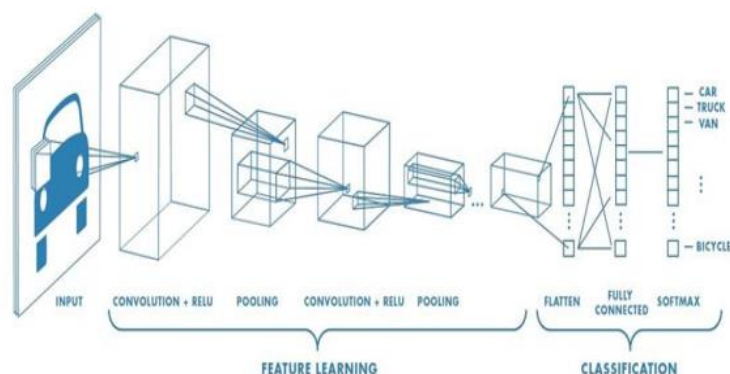 CAR
TRUCK
VAN
BICYCLE
INPUT
CONVOLUTION + RELU
POOLING
CONVOLUTION + RELU
POOLING
FLATTEN
FULLY
CONNECTED
SOFTMAX
FEATURE LEARNING
CLASSIFICATION